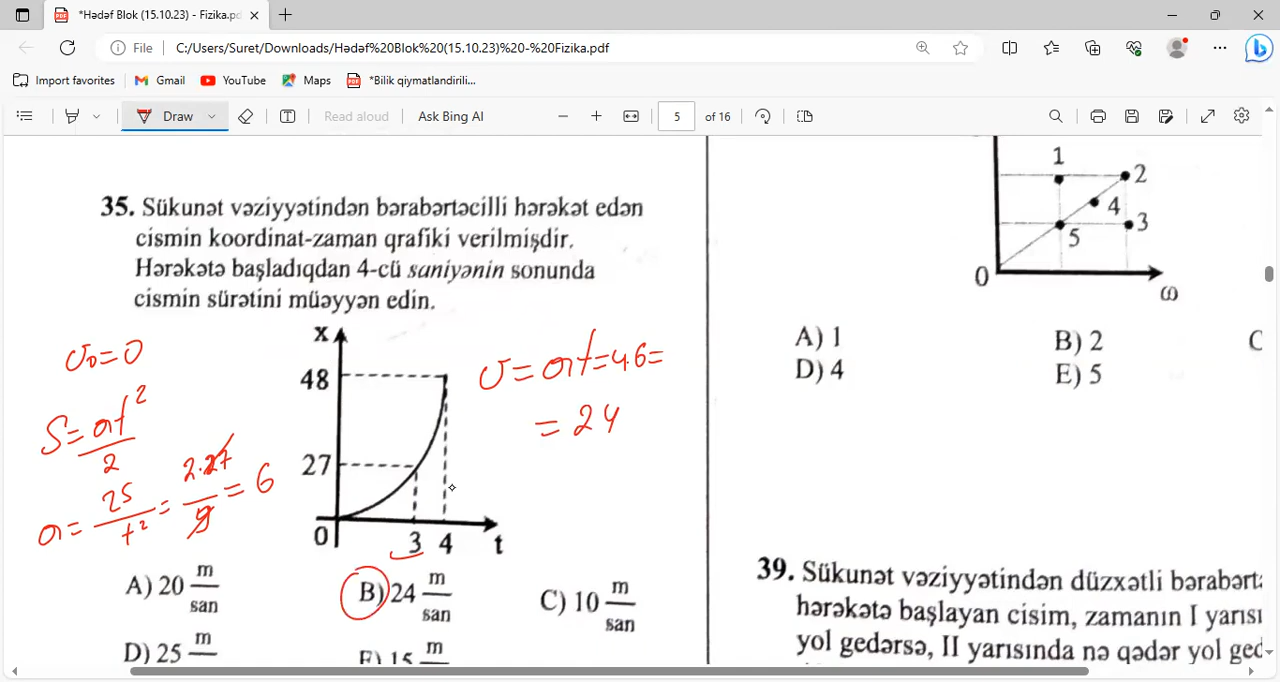 *Hədəf Blok (15.10.23) - Fizika.pd
File
C:/Users/Suret/Downloads/Hədəf%20Blok%20(15.10.23)%20-%20Fizika.pdf
Import favorites
Gmail
YouTube
Maps
*Bilik qiymətləndirili...
Draw
Read aloud
Ask Bing AI
5
of 16
35. Sükunət vəziyyətindən bərabərtəcilli hərəkət edən
cismin koordinat-zaman qrafiki verilmişdir.
Hərəkətə başladıqdan 4-cü saniyənin sonunda
cismin sürətini müəyyən edin.
υ₀=0
S=at²/2
a=2S/t²=2·27/9=6
x
48
27
0
3
4
t
υ=at=4.6=
=24
A) 20 m/san
B) 24 m/san
C) 10 m/san
D) 25 m
E) 15 m
1
2
4
3
5
0
ω
A) 1
B) 2
C
D) 4
E) 5
39. Sükunət vəziyyətindən düzxətli bərabərtə
hərəkətə başlayan cisim, zamanın I yarısı
yol gedərsə, II yarısında nə qədər yol ged